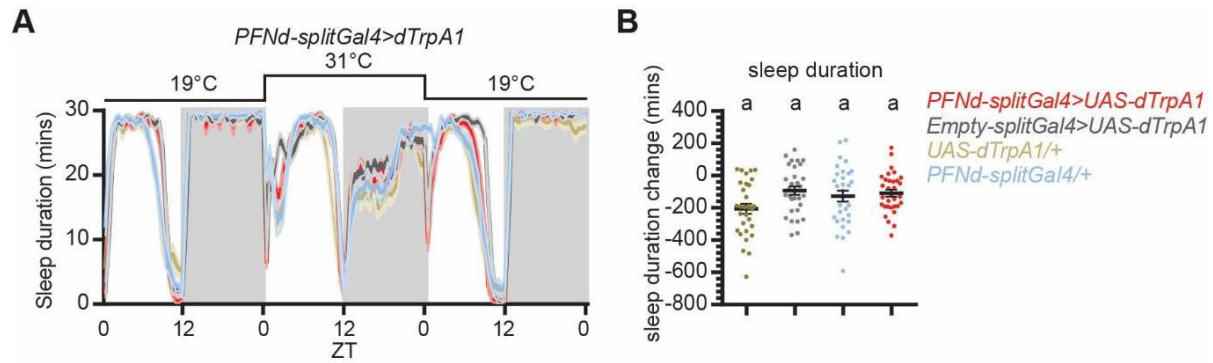 A
PFNd-splitGal4>dTrpA1
31°C
19°C
19°C
Sleep duration (mins)
30
20
10
0
0
12
0
12
0
12
0
ZT
B
sleep duration
a
a
a
a
sleep duration change (mins)
400
200
0
-200
-400
-600
-800
PFNd-splitGal4>UAS-dTrpA1
Empty-splitGal4>UAS-dTrpA1
UAS-dTrpA1/+
PFNd-splitGal4/+